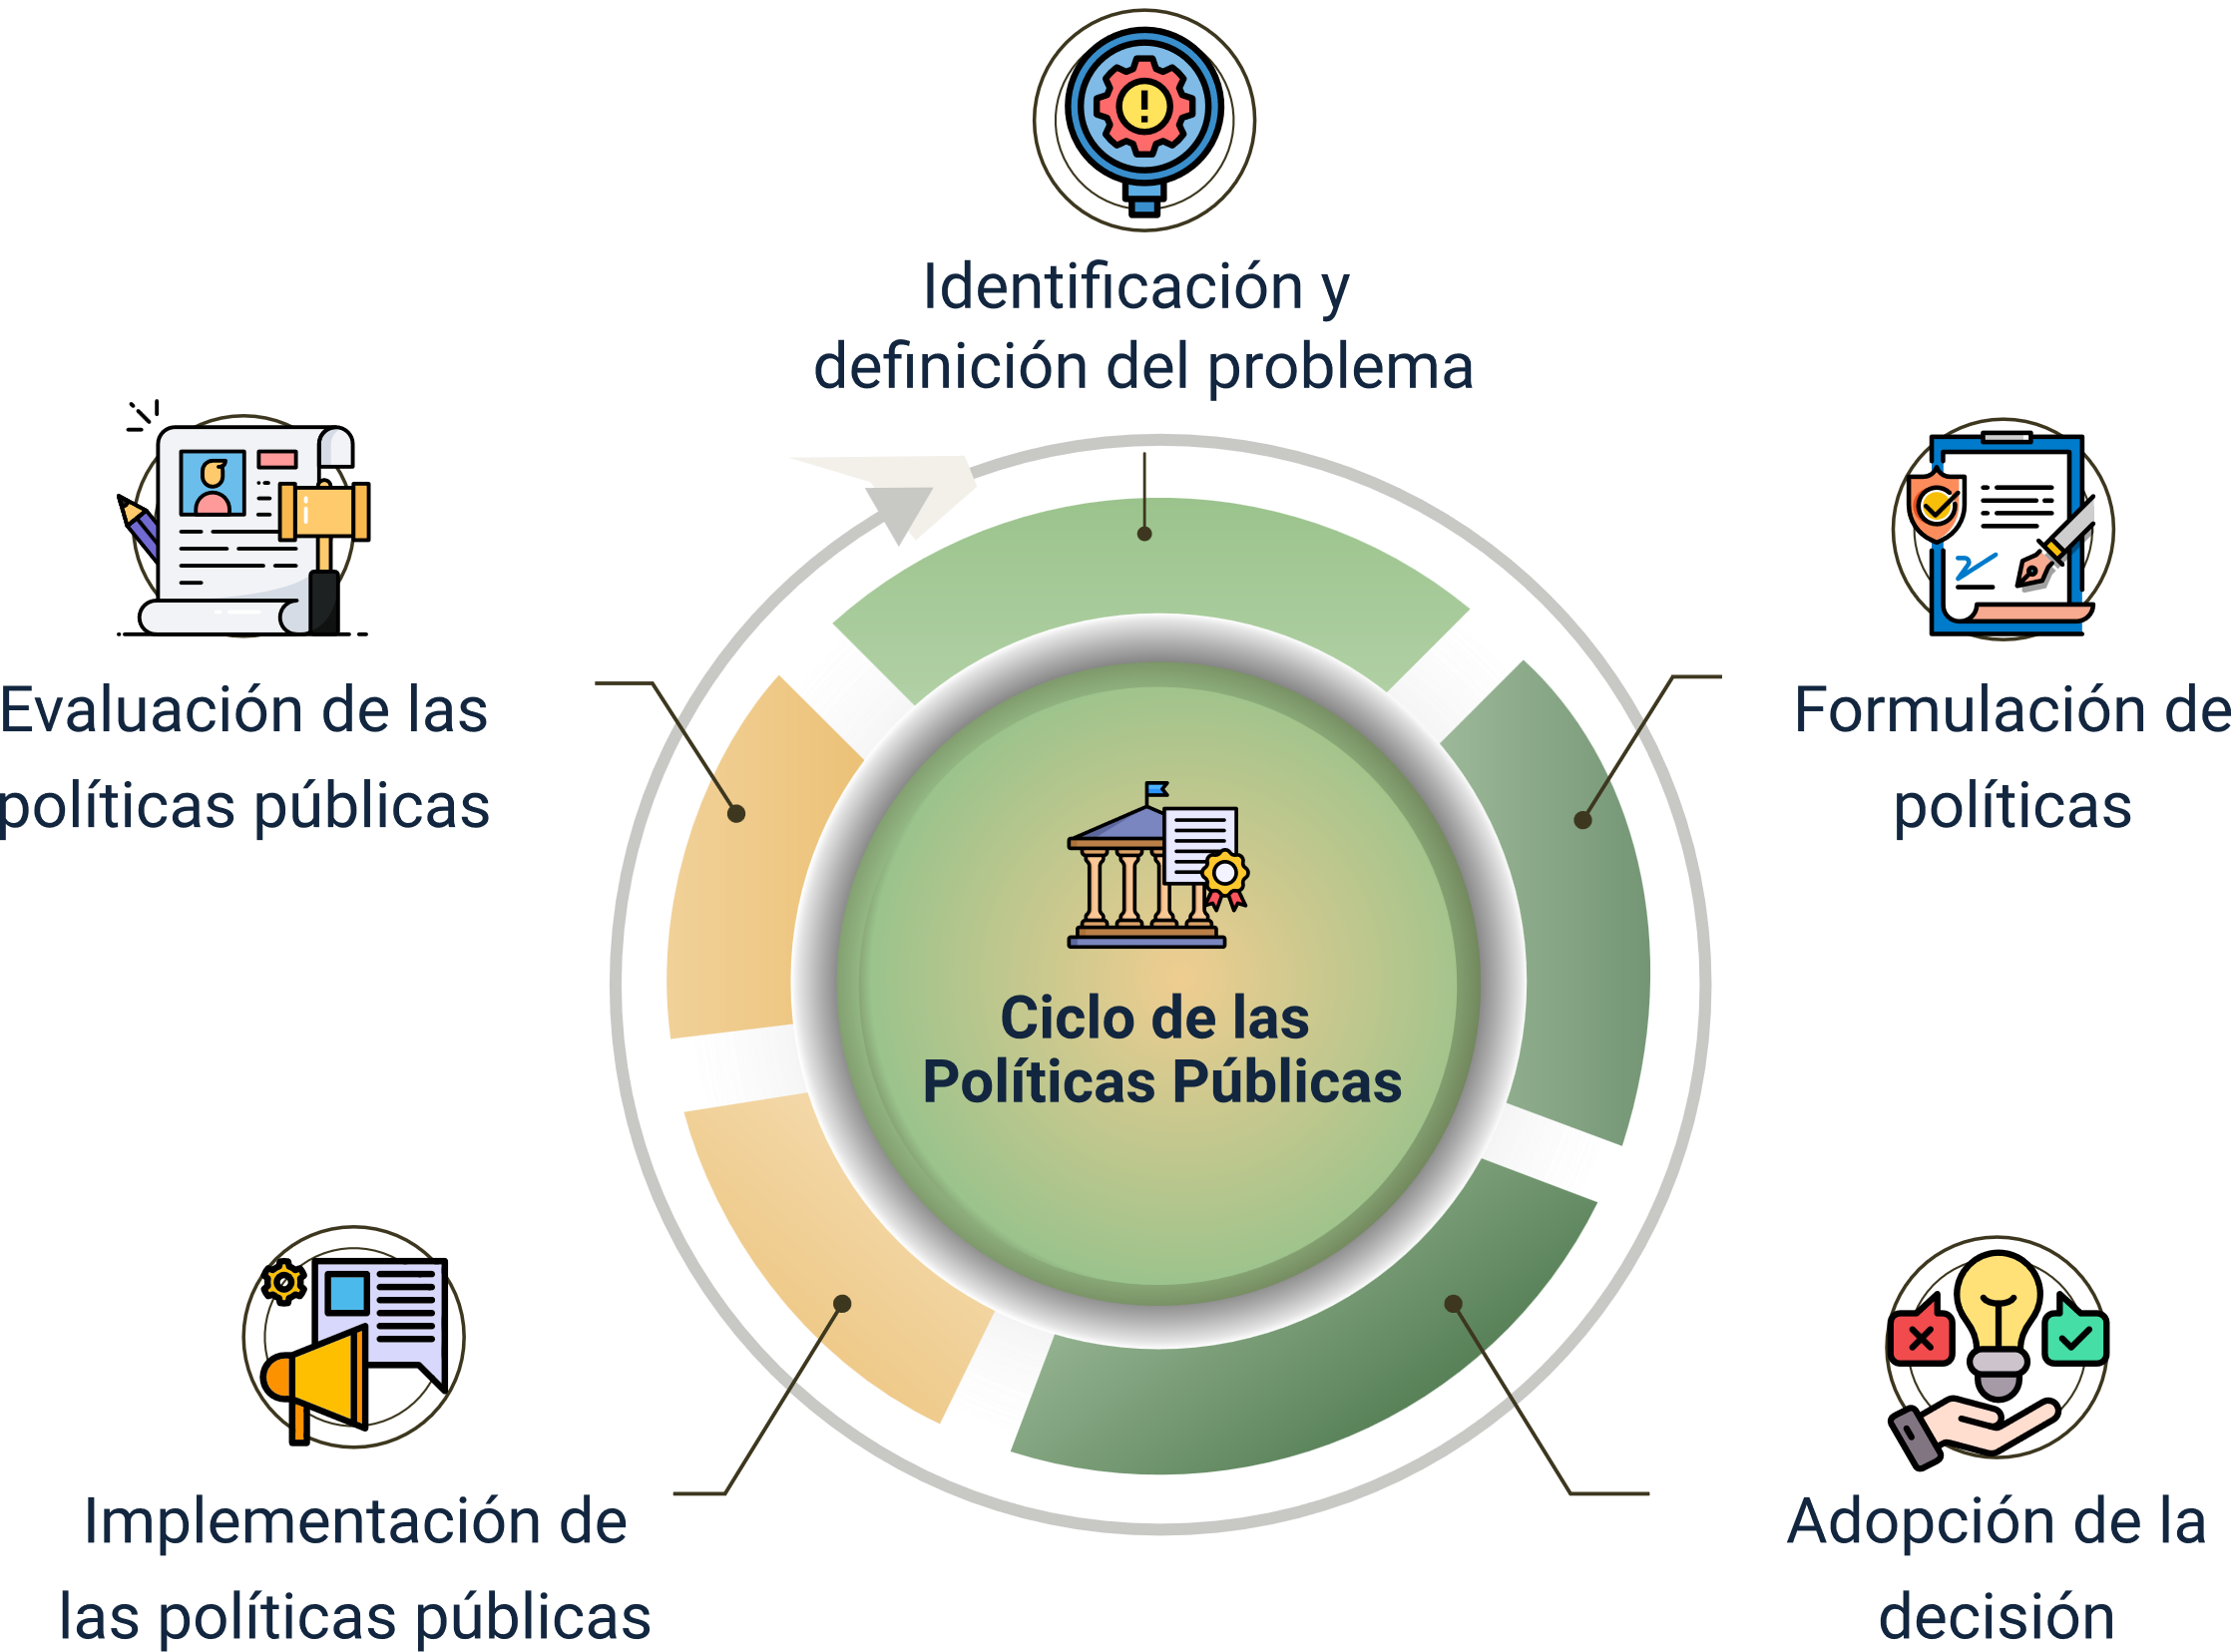 Identificación y
definición del problema
Evaluación de las
políticas públicas
Formulación de
políticas
Ciclo de las
Políticas Públicas
Implementación de
las políticas públicas
Adopción de la
decisión